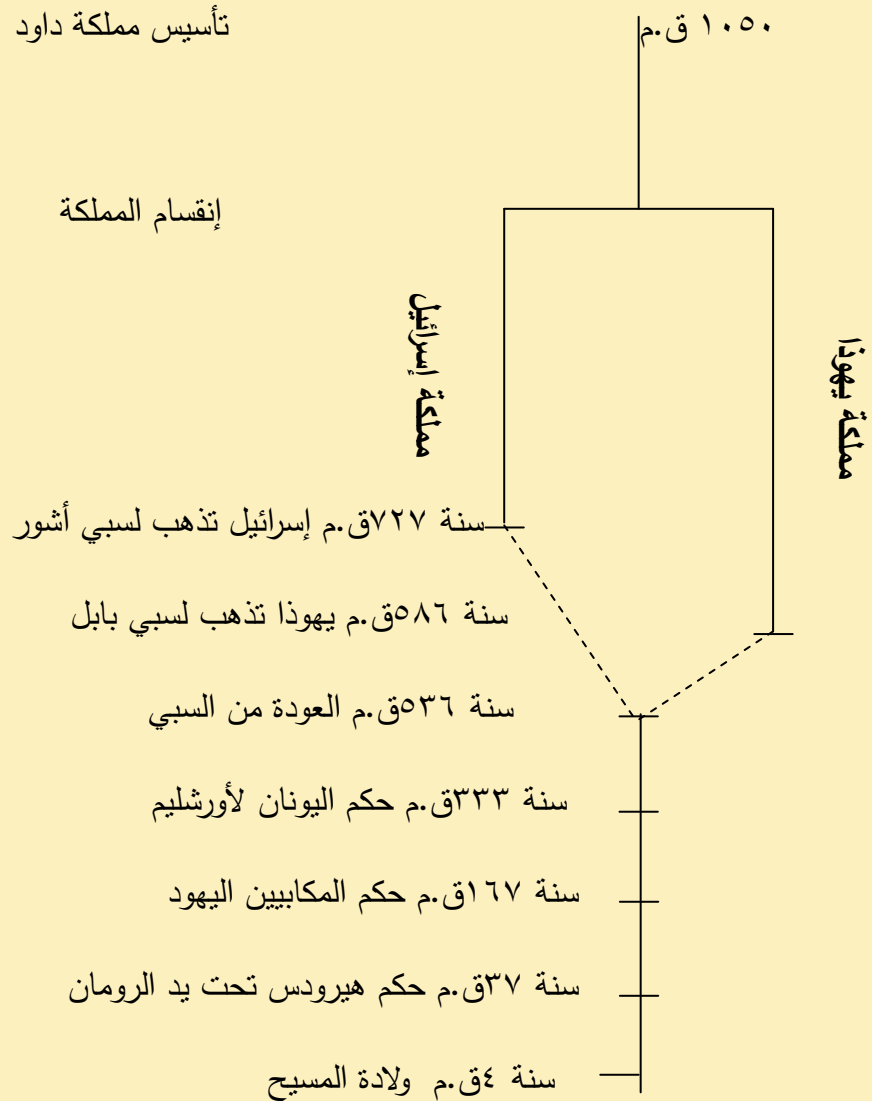 ١٠٥٠ ق.م تأسيس مملكة داود
إنقسام المملكة
مملكة يهوذا
مملكة إسرائيل
سنة ٧٢٧ق.م إسرائيل تذهب لسبي أشور
سنة ٥٨٦ق.م يهوذا تذهب لسبي بابل
سنة ٥٣٦ق.م العودة من السبي
سنة ٣٣٣ق.م حكم اليونان لأورشليم
سنة ١٦٧ق.م حكم المكابيين اليهود
سنة ٣٧ق.م حكم هيرودس تحت يد الرومان
سنة ٤ق.م ولادة المسيح